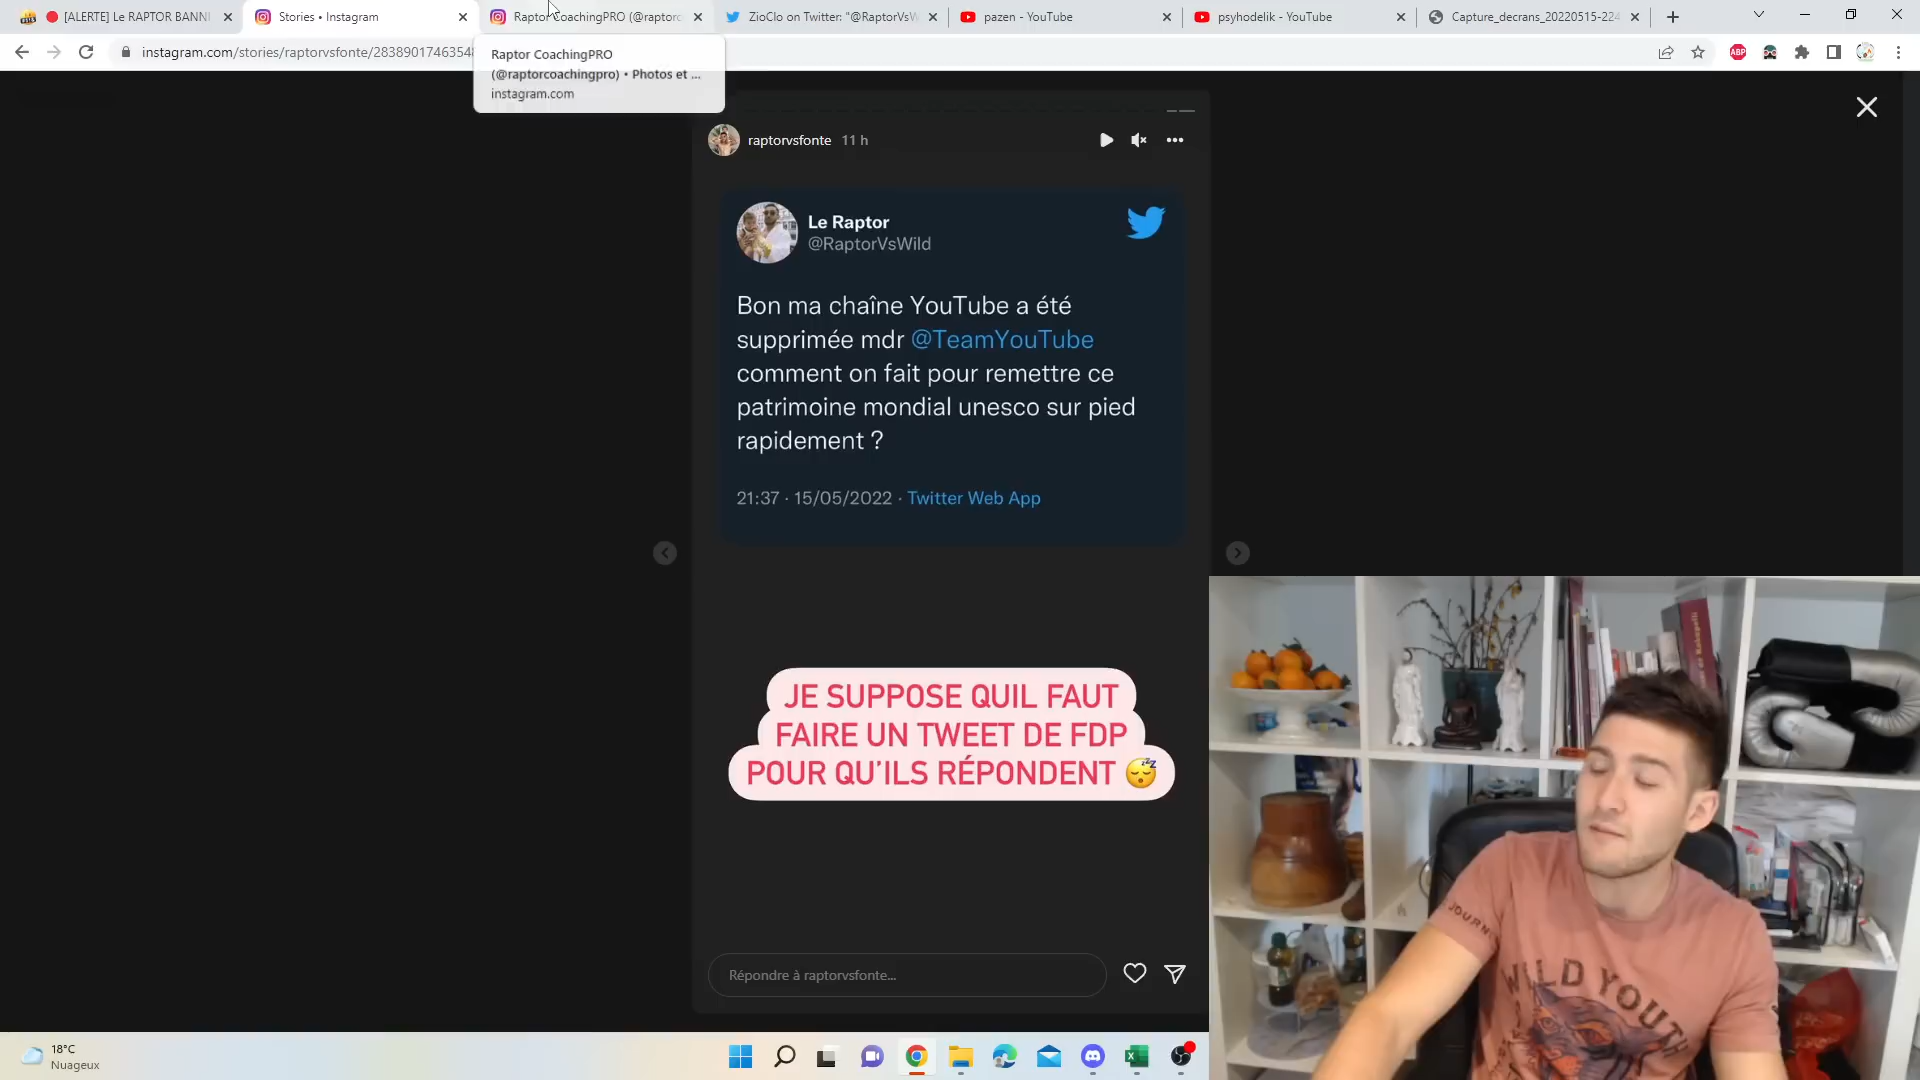 [ALERTE] Le RAPTOR BANNI
Stories • Instagram
Raptor CoachingPRO (@raptorc
ZioClo on Twitter: "@RaptorVsW
pazen - YouTube
psyhodelik - YouTube
Capture_decrans_20220515-224
instagram.com/stories/raptorvsfonte/28389017463548
ABP
Raptor CoachingPRO
(@raptorcoachingpro) • Photos et ...
instagram.com
raptorvsfonte 11 h
Le Raptor
@RaptorVsWild
Bon ma chaîne YouTube a été
supprimée mdr @TeamYouTube
comment on fait pour remettre ce
patrimoine mondial unesco sur pied
rapidement ?
21:37 · 15/05/2022 · Twitter Web App
JE SUPPOSE QUIL FAUT
FAIRE UN TWEET DE FDP
POUR QU'ILS RÉPONDENT 😴
Répondre à raptorvsfonte...
JOURN
WILD YOUTH
18°C
Nuageux